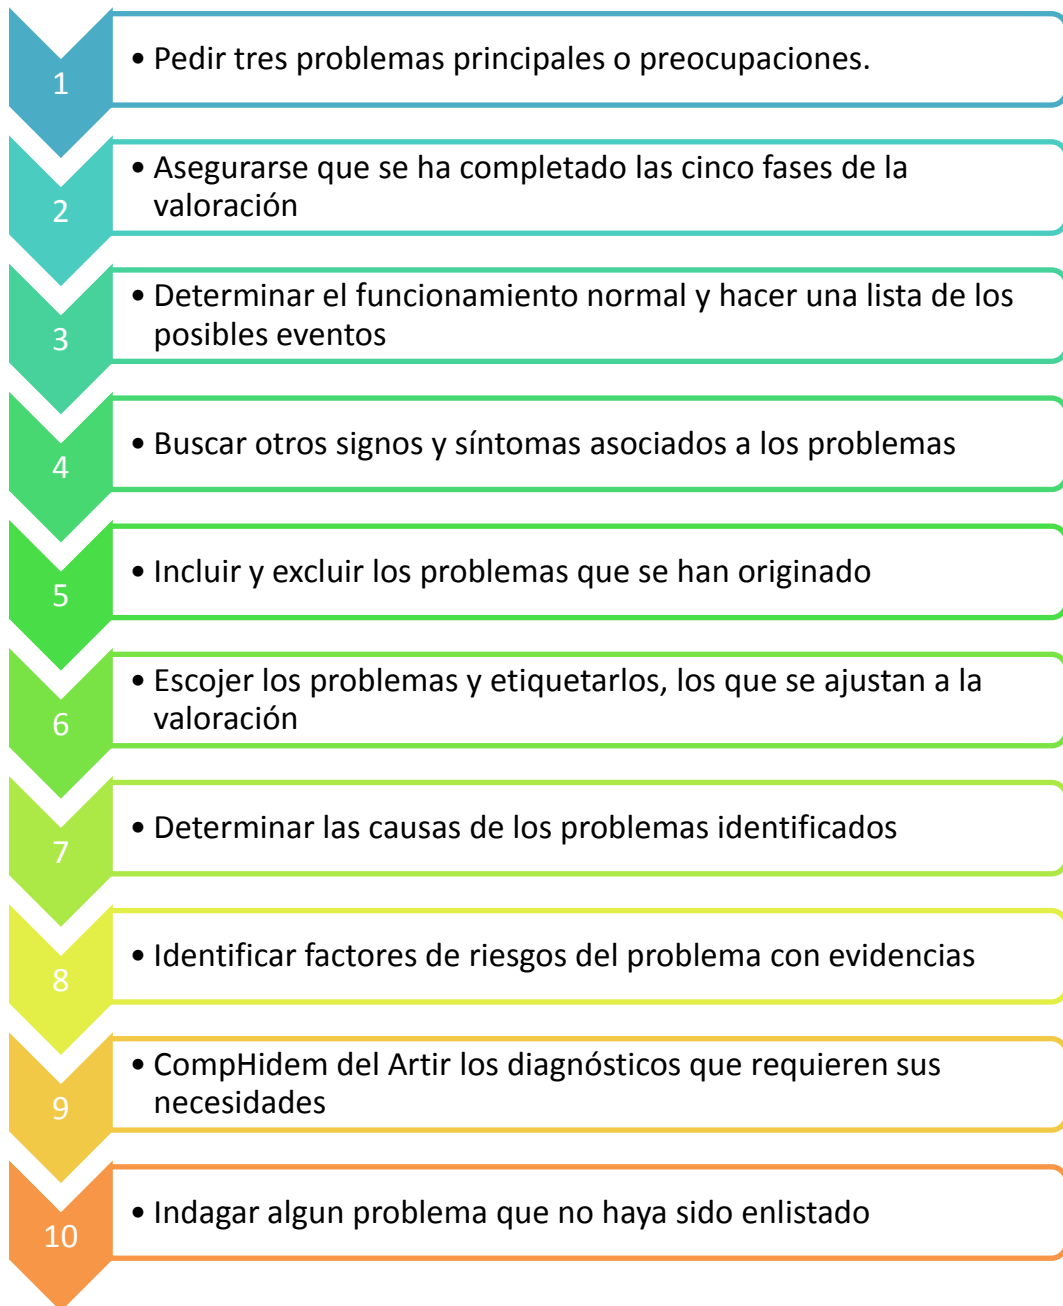 1
• Pedir tres problemas principales o preocupaciones.
2
• Asegurarse que se ha completado las cinco fases de la
valoración
3
• Determinar el funcionamiento normal y hacer una lista de los
posibles eventos
4
• Buscar otros signos y síntomas asociados a los problemas
5
• Incluir y excluir los problemas que se han originado
6
• Escojer los problemas y etiquetarlos, los que se ajustan a la
valoración
7
• Determinar las causas de los problemas identificados
8
• Identificar factores de riesgos del problema con evidencias
9
• CompHidem del Artir los diagnósticos que requieren sus
necesidades
10
• Indagar algun problema que no haya sido enlistado